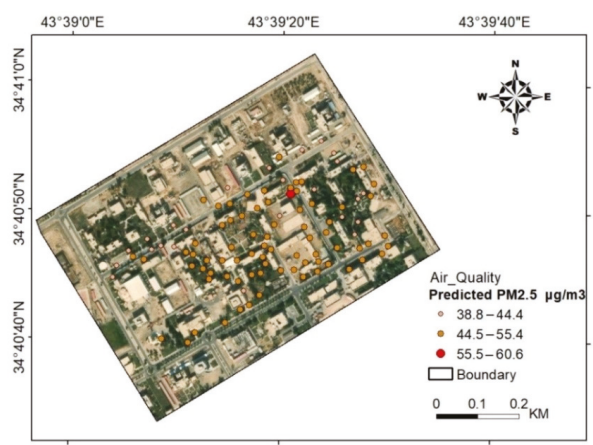 43°39'0"E 43°39'20"E 43°39'40"E
34°41'0"N
34°40'50"N
34°40'40"N
N
W E
S
Air_Quality
Predicted PM2.5 µg/m3
38.8–44.4
44.5–55.4
55.5–60.6
Boundary
0 0.1 0.2
KM